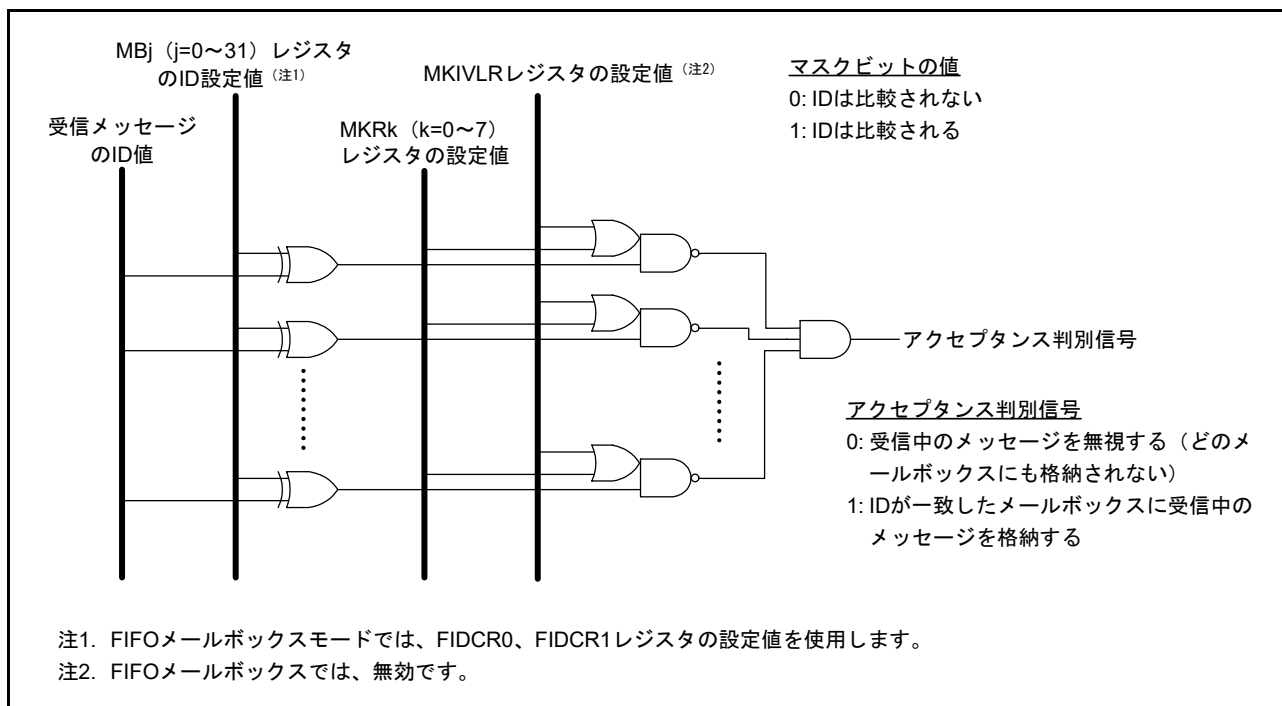 MBj（j=0～31）レジスタ
のID設定値（注1）
MKIVLRレジスタの設定値（注2）
マスクビットの値
0: IDは比較されない
1: IDは比較される
受信メッセージ
のID値
MKRk（k=0～7）
レジスタの設定値
アクセプタンス判別信号
アクセプタンス判別信号
0: 受信中のメッセージを無視する（どのメ
ールボックスにも格納されない）
1: IDが一致したメールボックスに受信中の
メッセージを格納する
注1. FIFOメールボックスモードでは、FIDCR0、FIDCR1レジスタの設定値を使用します。
注2. FIFOメールボックスでは、無効です。